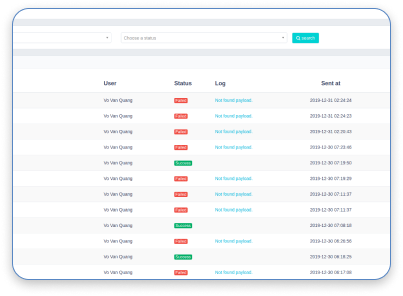 Choose a status
search
User Status Log Sent at
Vo Van Quang Failed Not found payload. 2019-12-31 02:24:24
Vo Van Quang Failed Not found payload. 2019-12-31 02:24:23
Vo Van Quang Failed Not found payload. 2019-12-31 02:20:43
Vo Van Quang Failed Not found payload. 2019-12-30 07:23:48
Vo Van Quang Success 2019-12-30 07:19:50
Vo Van Quang Failed Not found payload. 2019-12-30 07:19:29
Vo Van Quang Failed Not found payload. 2019-12-30 07:11:37
Vo Van Quang Failed Not found payload. 2019-12-30 07:11:37
Vo Van Quang Success 2019-12-30 07:08:18
Vo Van Quang Failed Not found payload. 2019-12-30 06:26:56
Vo Van Quang Success 2019-12-30 06:18:25
Vo Van Quang Failed Not found payload. 2019-12-30 06:17:08